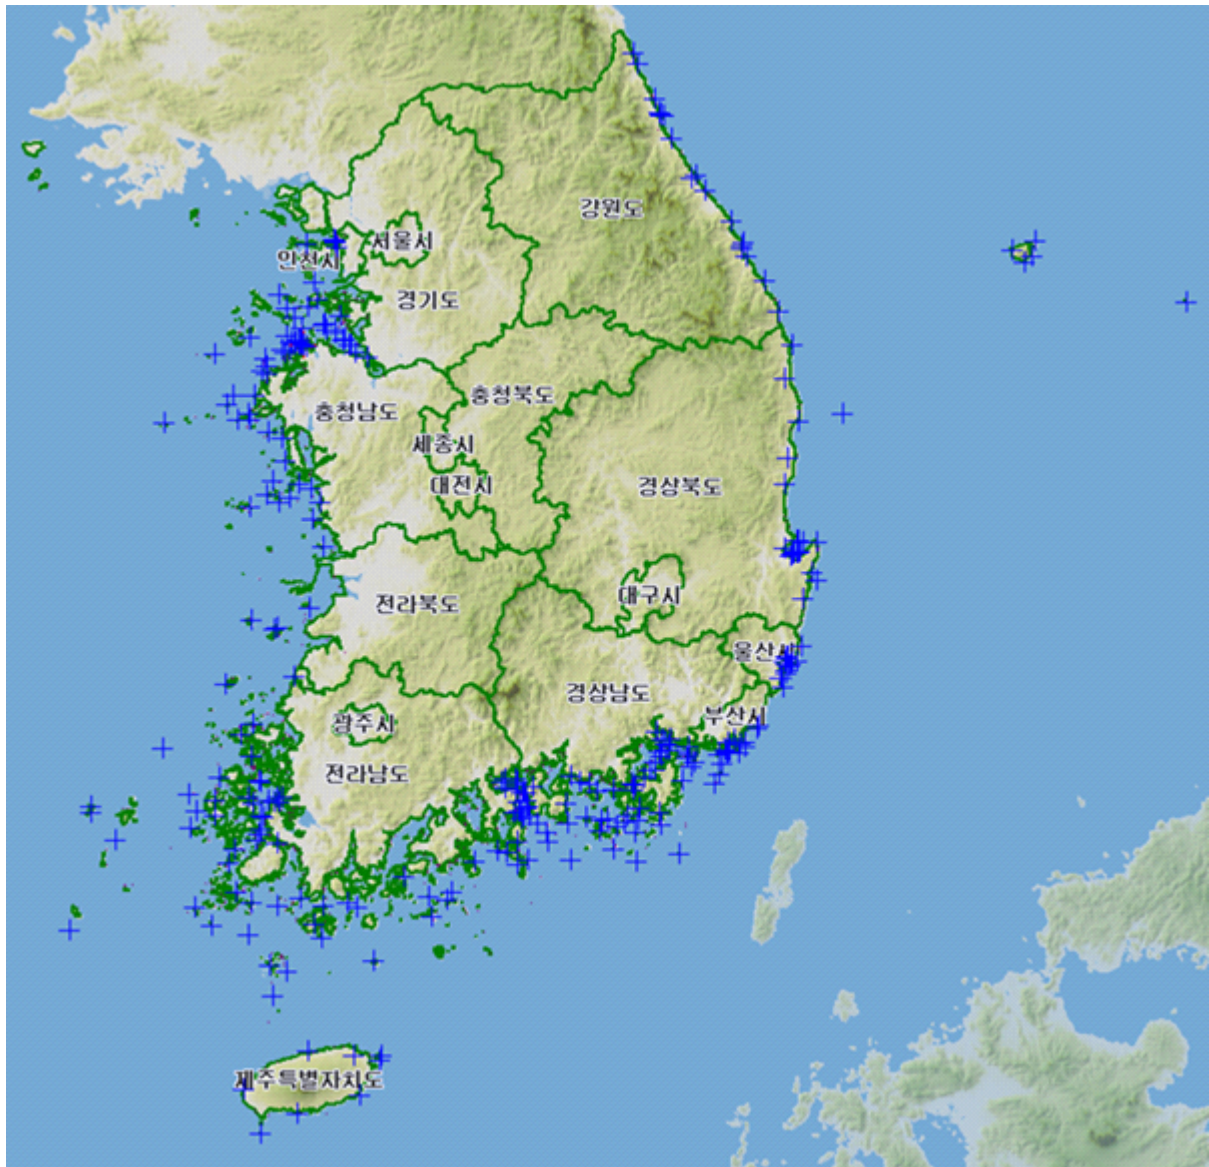 강원도
서울시
인천시
경기도
충청북도
충청남도
세종시
대전시
경상북도
대구시
전라북도
울산시
경상남도
부산시
광주시
전라남도
제주특별자치도